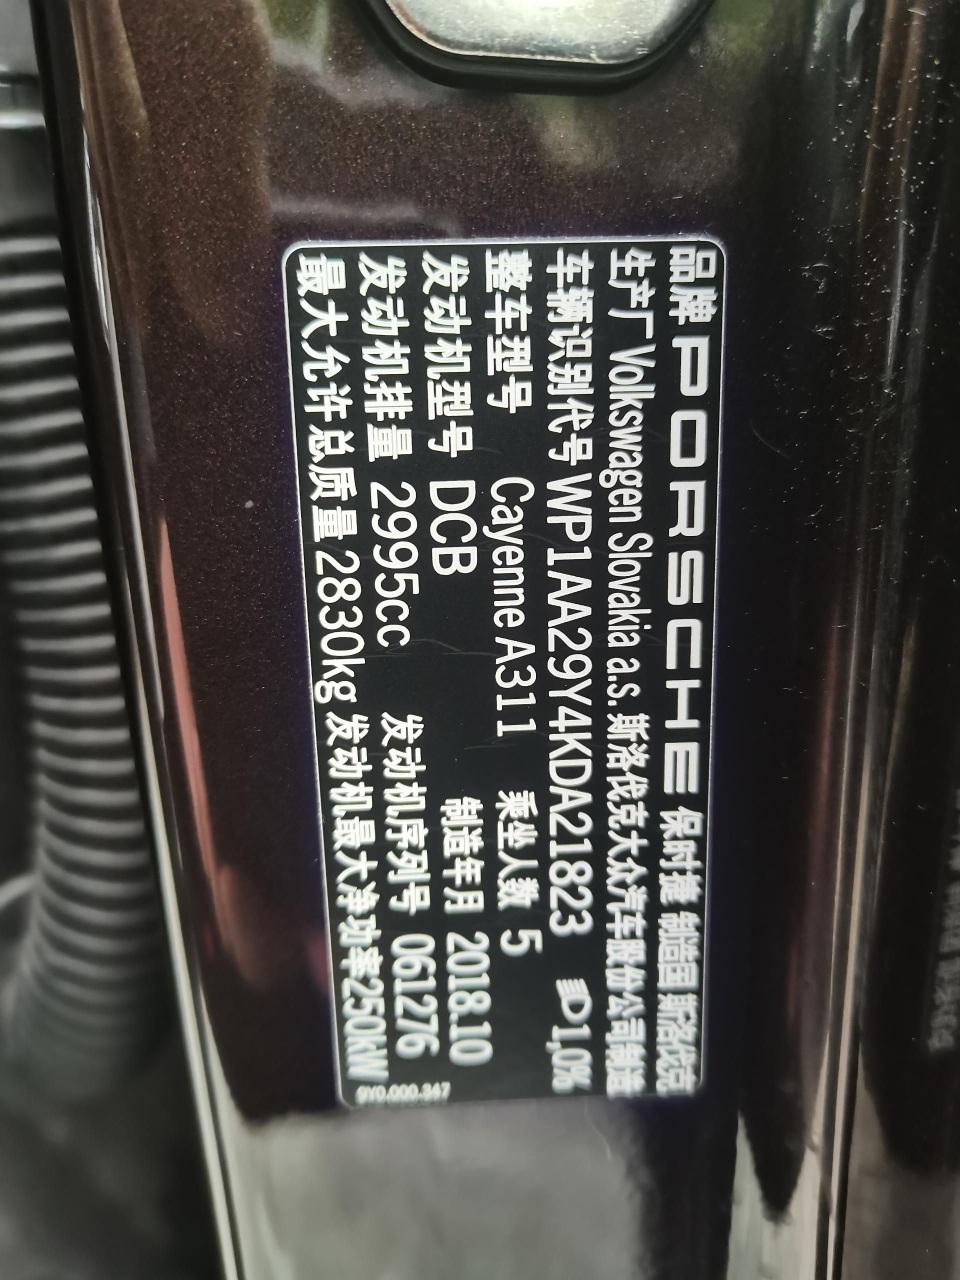 品牌 PORSCHE 保时捷 制造国 斯洛伐克
生产厂 Volkswagen Slovakia a.s. 斯洛伐克大众汽车股份公司制造
车辆识别代号 WP1AA29Y4KDA21823 1,0%
整车型号 Cayenne A311 乘坐人数 5
发动机型号 DCB 制造年月 2018.10
发动机排量 2995cc 发动机序列号 061276
最大允许总质量 2830kg 发动机最大净功率250kW
9Y0.000.347